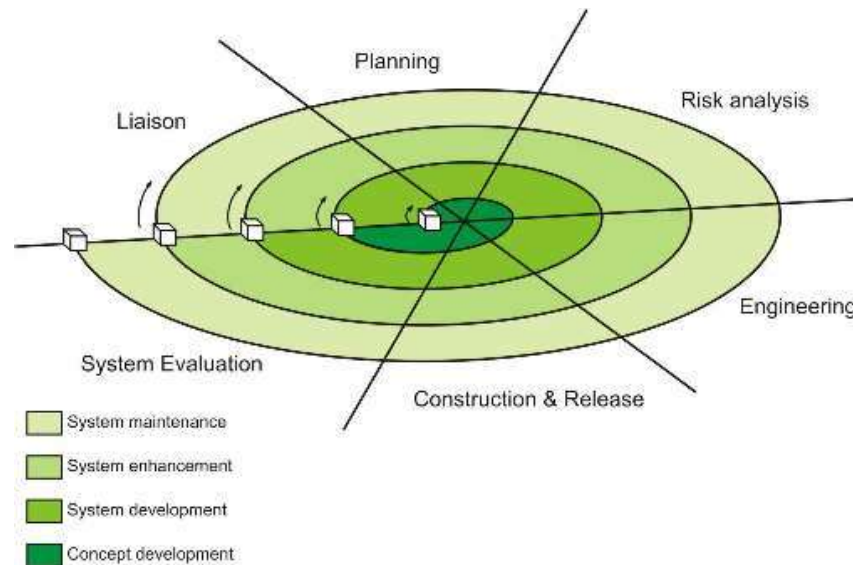 Planning
Risk analysis
Liaison
Engineering
System Evaluation
Construction & Release
System maintenance
System enhancement
System development
Concept development